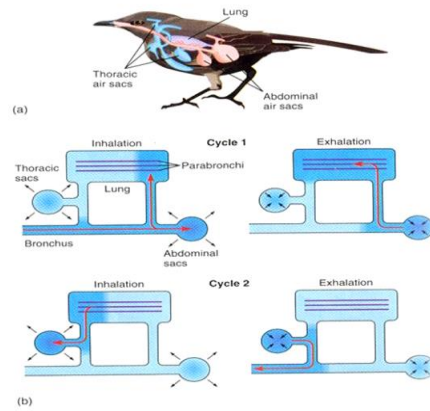 Lung
Thoracic
air sacs
Abdominal
air sacs
(a)
Inhalation
Cycle 1
Exhalation
Thoracic
sacs
Parabronchi
Lung
Bronchus
Abdominal
sacs
Inhalation
Cycle 2
Exhalation
(b)